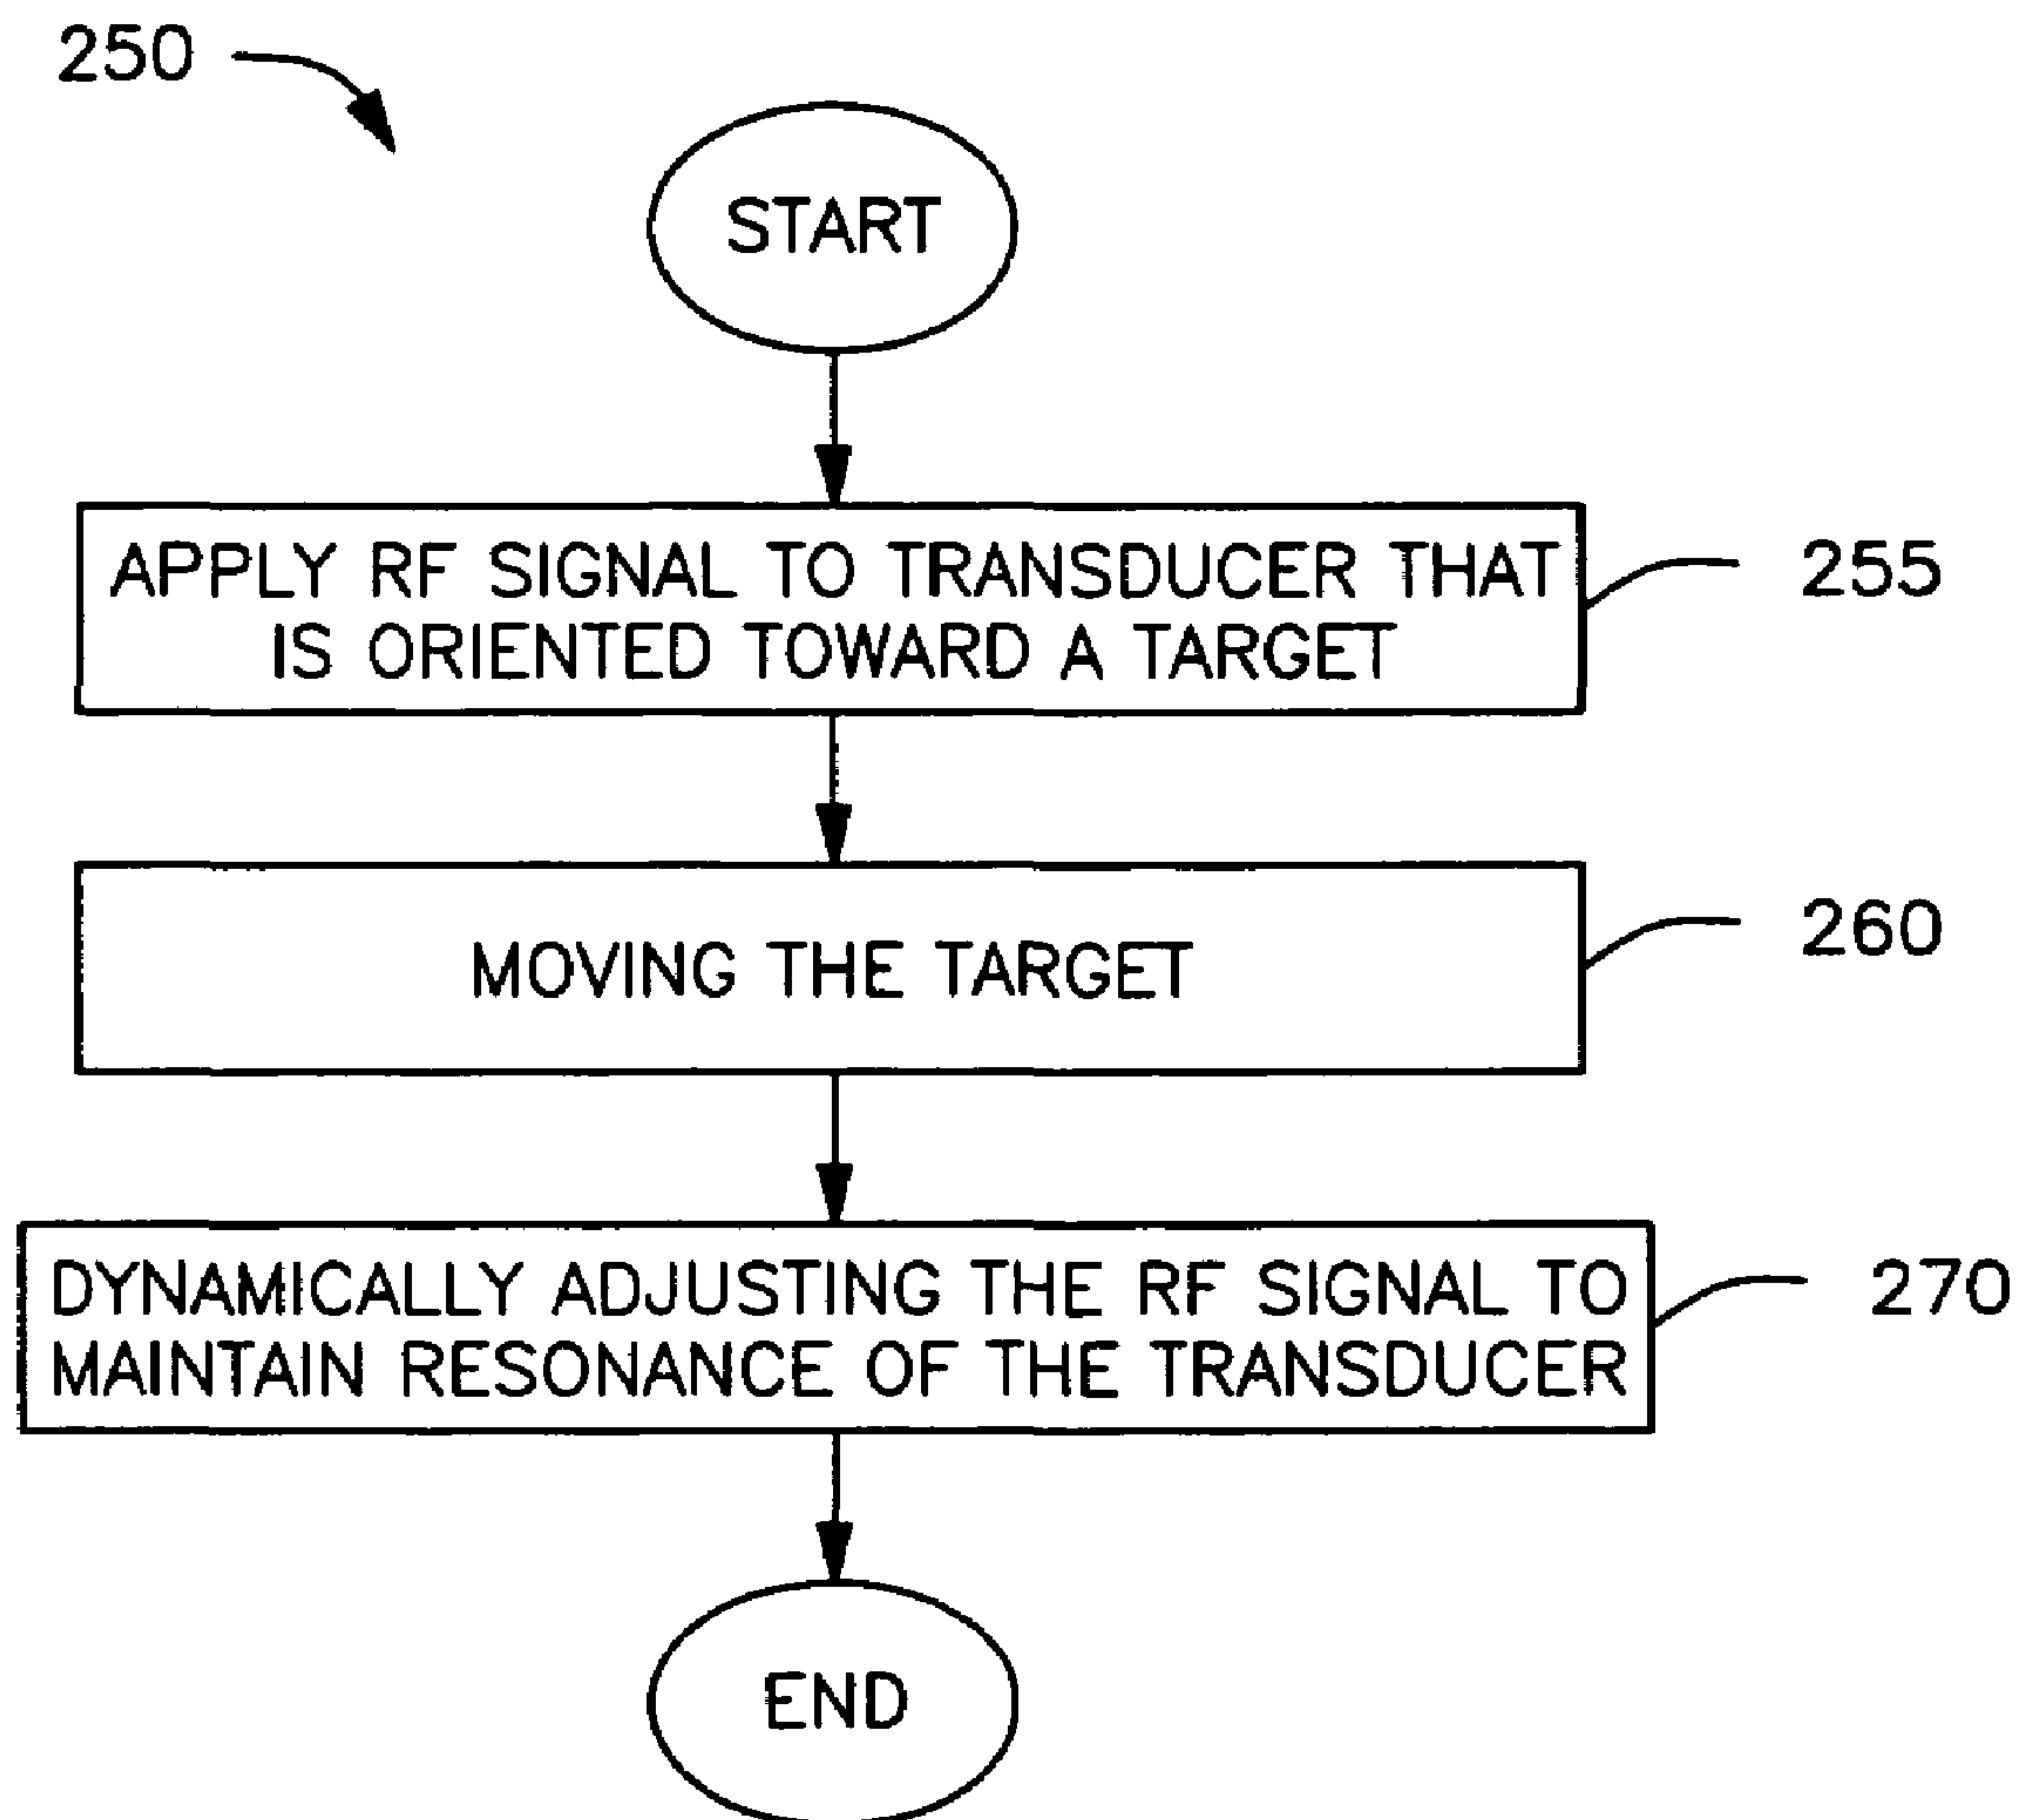 250
START
APPLY RF SIGNAL TO TRANSDUCER THAT
IS ORIENTED TOWARD A TARGET
255
MOVING THE TARGET
260
DYNAMICALLY ADJUSTING THE RF SIGNAL TO
MAINTAIN RESONANCE OF THE TRANSDUCER
270
END